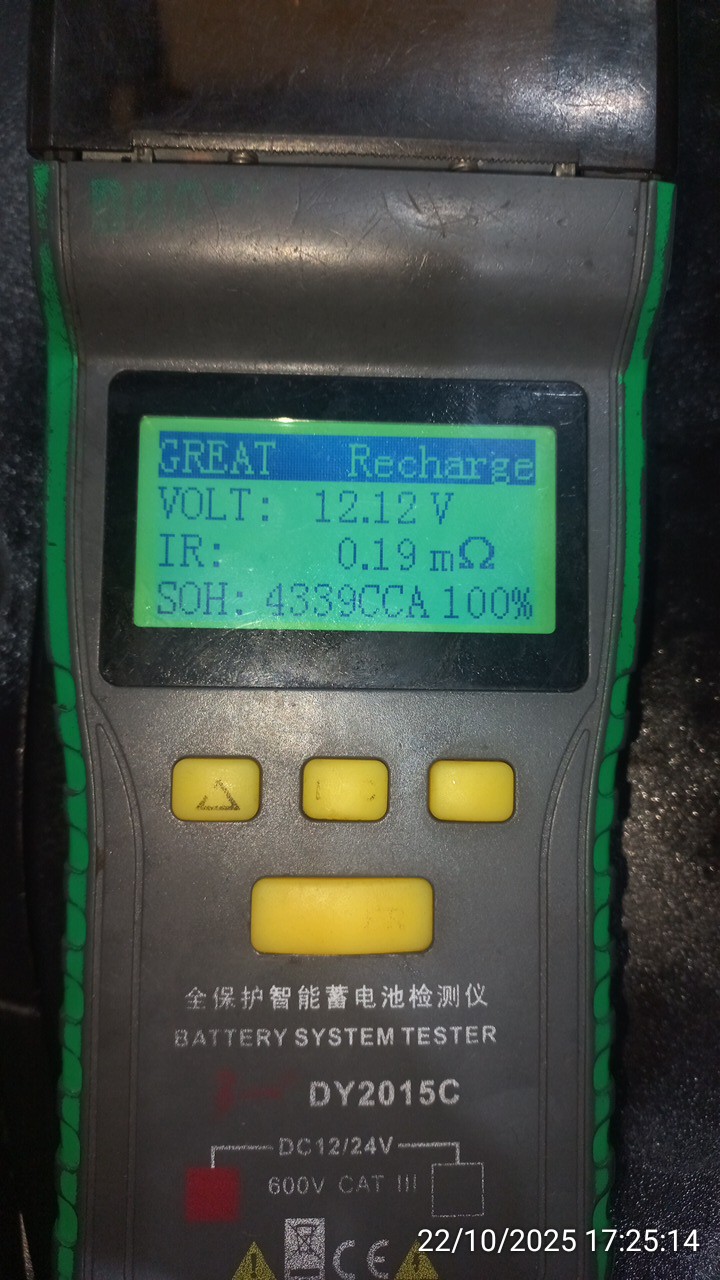 GREAT Recharge
VOLT: 12.12 V
IR: 0.19 mΩ
SOH: 4339CCA 100%
全保护智能蓄电池检测仪
BATTERY SYSTEM TESTER
DY2015C
DC12/24V
600V CAT III
CE
22/10/2025 17:25:14